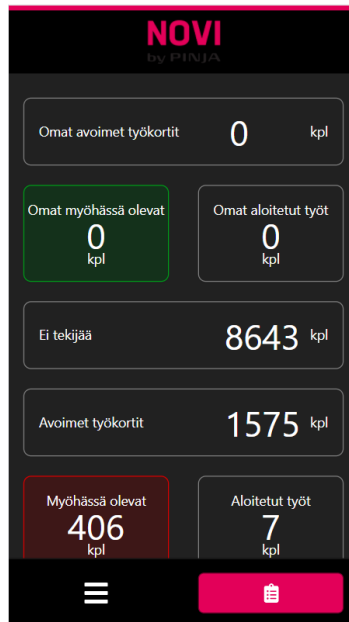 NOVI
by PINJA
Omat avoimet työkortit 0 kpl
Omat myöhässä olevat
0
kpl
Omat aloitetut työt
0
kpl
Ei tekijää 8643 kpl
Avoimet työkortit 1575 kpl
Myöhässä olevat
406
kpl
Aloitetut työt
7
kpl